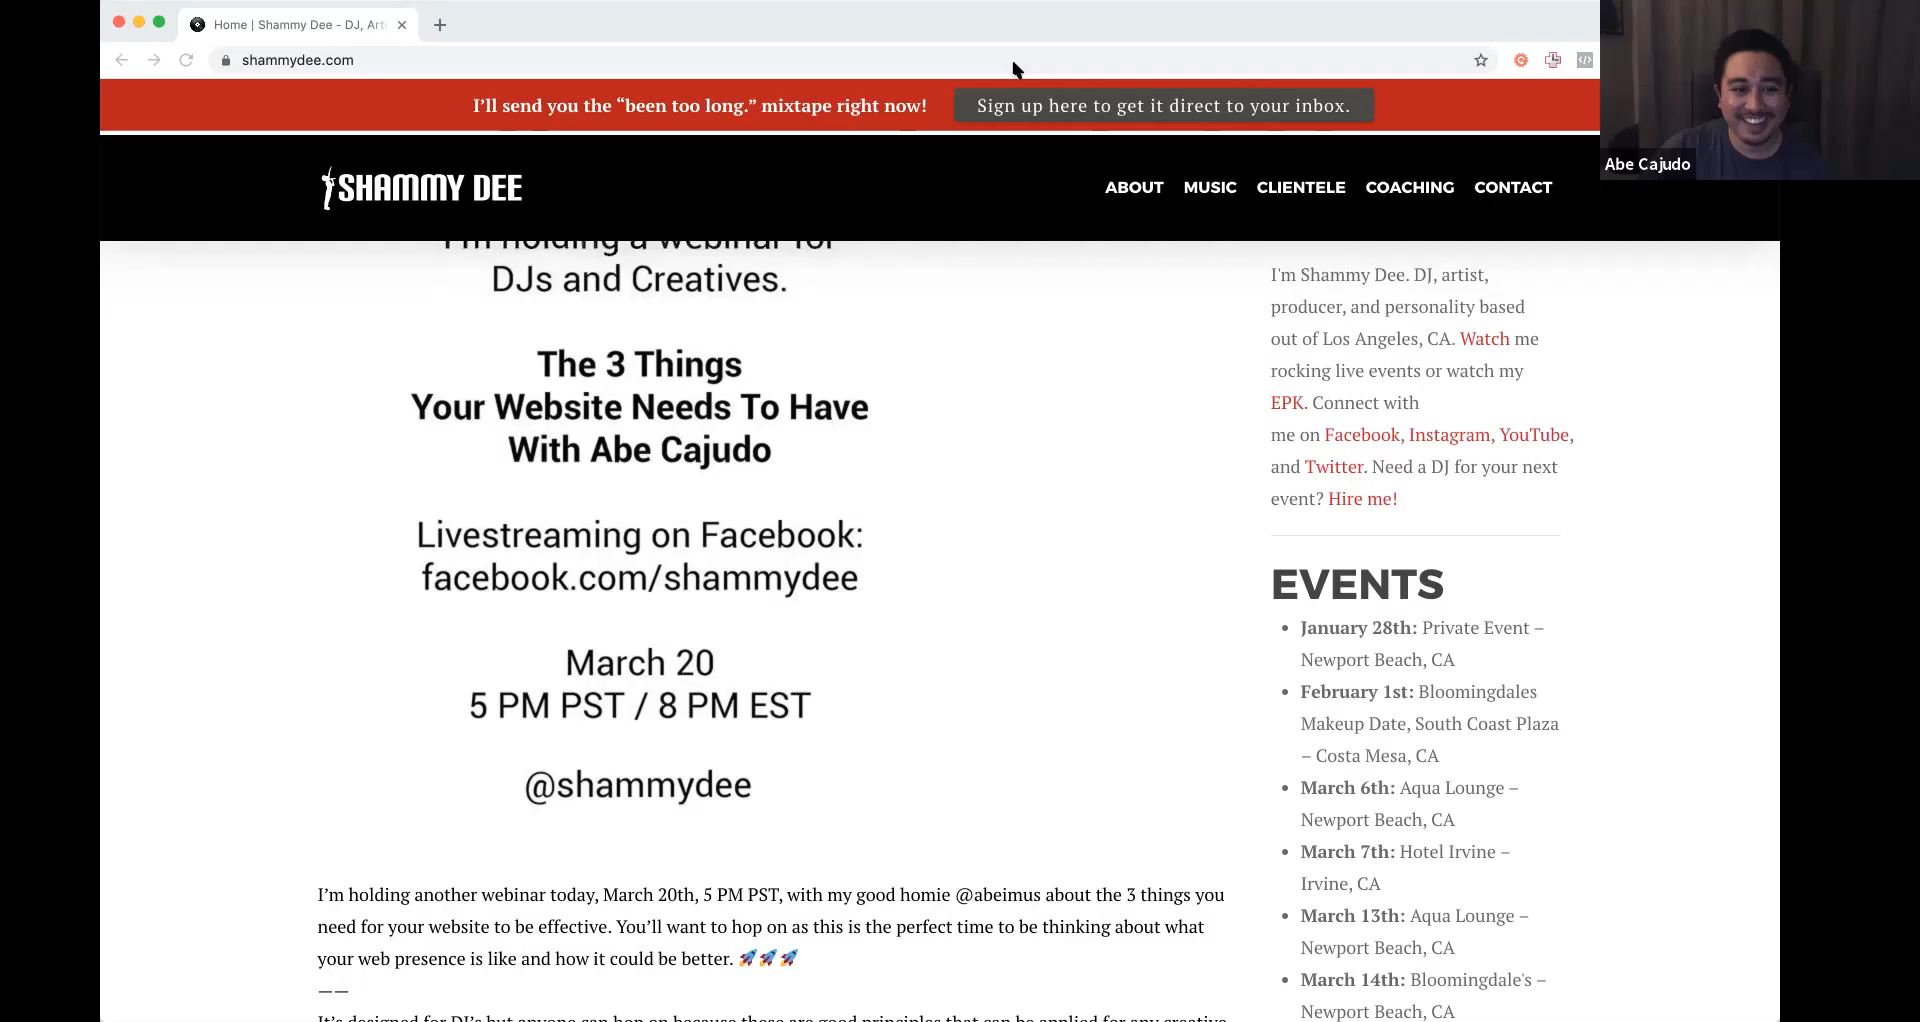 Home | Shammy Dee - DJ, Arti
shammydee.com
I’ll send you the “been too long.” mixtape right now!
Sign up here to get it direct to your inbox.
Abe Cajudo
SHAMMY DEE
ABOUT
MUSIC
CLIENTELE
COACHING
CONTACT
I'm holding a webinar for
DJs and Creatives.
The 3 Things
Your Website Needs To Have
With Abe Cajudo
Livestreaming on Facebook:
facebook.com/shammydee
March 20
5 PM PST / 8 PM EST
@shammydee
I’m holding another webinar today, March 20th, 5 PM PST, with my good homie @abeimus about the 3 things you
need for your website to be effective. You’ll want to hop on as this is the perfect time to be thinking about what
your web presence is like and how it could be better. 🚀🚀🚀
——
It’s designed for DJ’s but anyone can hop on because these are good principles that can be applied for any creative
I'm Shammy Dee. DJ, artist,
producer, and personality based
out of Los Angeles, CA. Watch me
rocking live events or watch my
EPK. Connect with
me on Facebook, Instagram, YouTube,
and Twitter. Need a DJ for your next
event? Hire me!
EVENTS
• January 28th: Private Event –
Newport Beach, CA
• February 1st: Bloomingdales
Makeup Date, South Coast Plaza
– Costa Mesa, CA
• March 6th: Aqua Lounge –
Newport Beach, CA
• March 7th: Hotel Irvine –
Irvine, CA
• March 13th: Aqua Lounge –
Newport Beach, CA
• March 14th: Bloomingdale's –
Newport Beach, CA